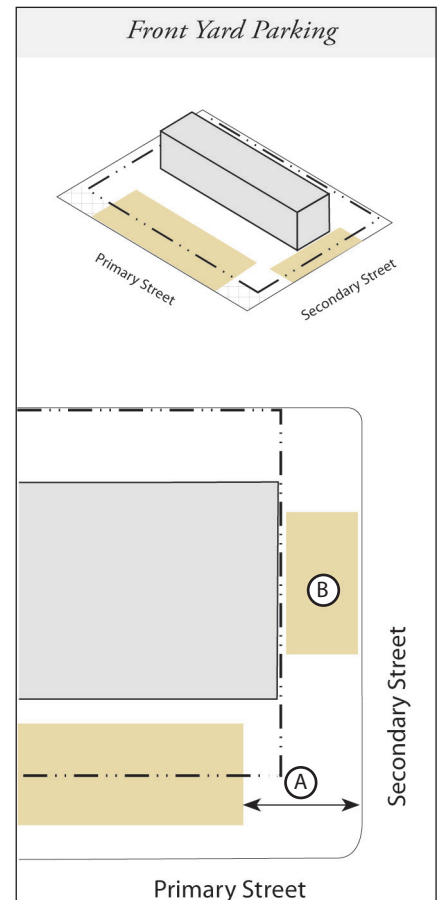 Front Yard Parking
Primary Street
Secondary Street
B
Secondary Street
A
Primary Street